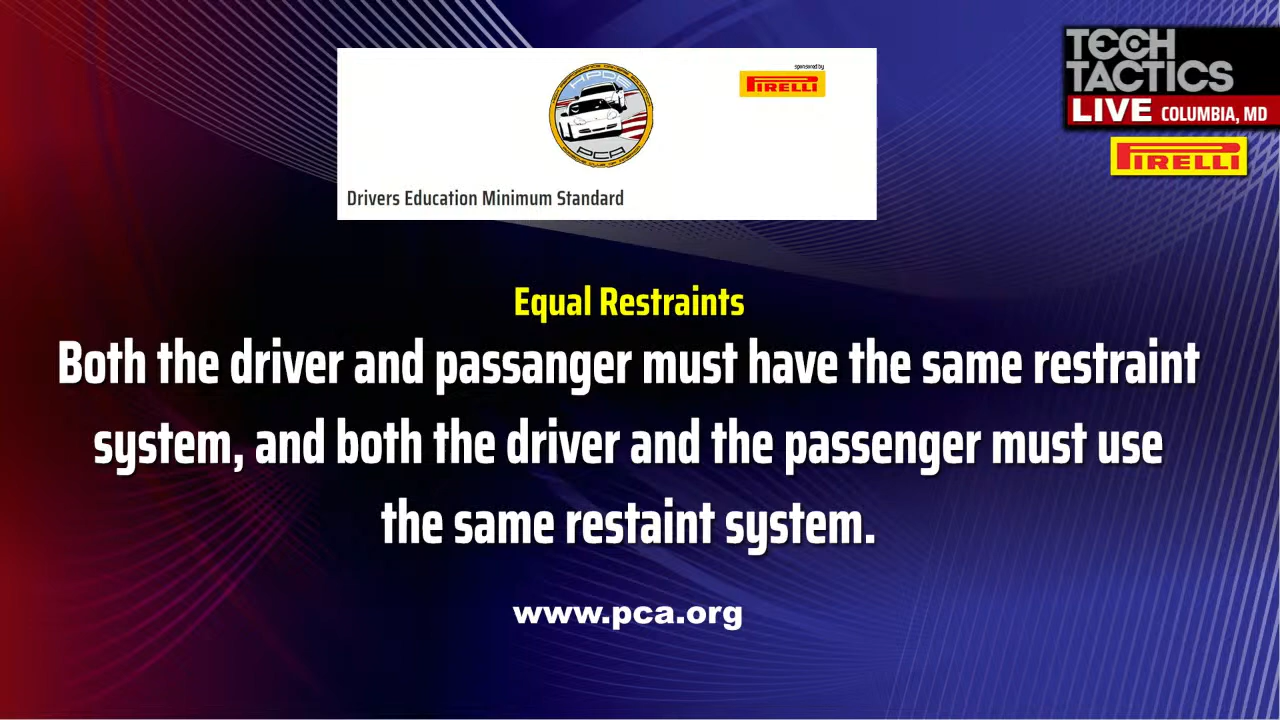 TECH
TACTICS
LIVE COLUMBIA, MD
PIRELLI
sponsored by
PIRELLI
HPDE
PCA
Drivers Education Minimum Standard
Equal Restraints
Both the driver and passanger must have the same restraint
system, and both the driver and the passenger must use
the same restaint system.
www.pca.org